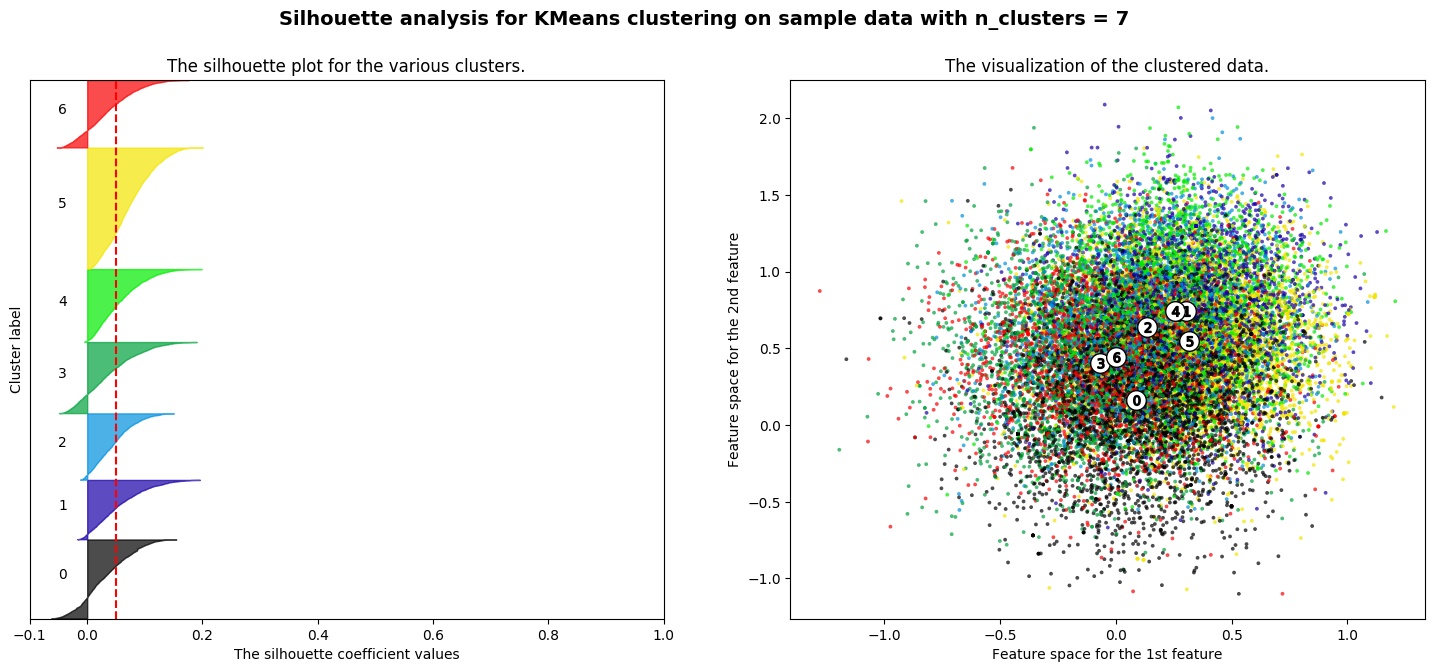 Silhouette analysis for KMeans clustering on sample data with n_clusters = 7
The silhouette plot for the various clusters.
6
5
4
3
2
1
0
Cluster label
−0.1 0.0 0.2 0.4 0.6 0.8 1.0
The silhouette coefficient values
The visualization of the clustered data.
2.0
1.5
1.0
0.5
0.0
−0.5
−1.0
Feature space for the 2nd feature
4 1
2
5
3 6
0
−1.0 −0.5 0.0 0.5 1.0
Feature space for the 1st feature